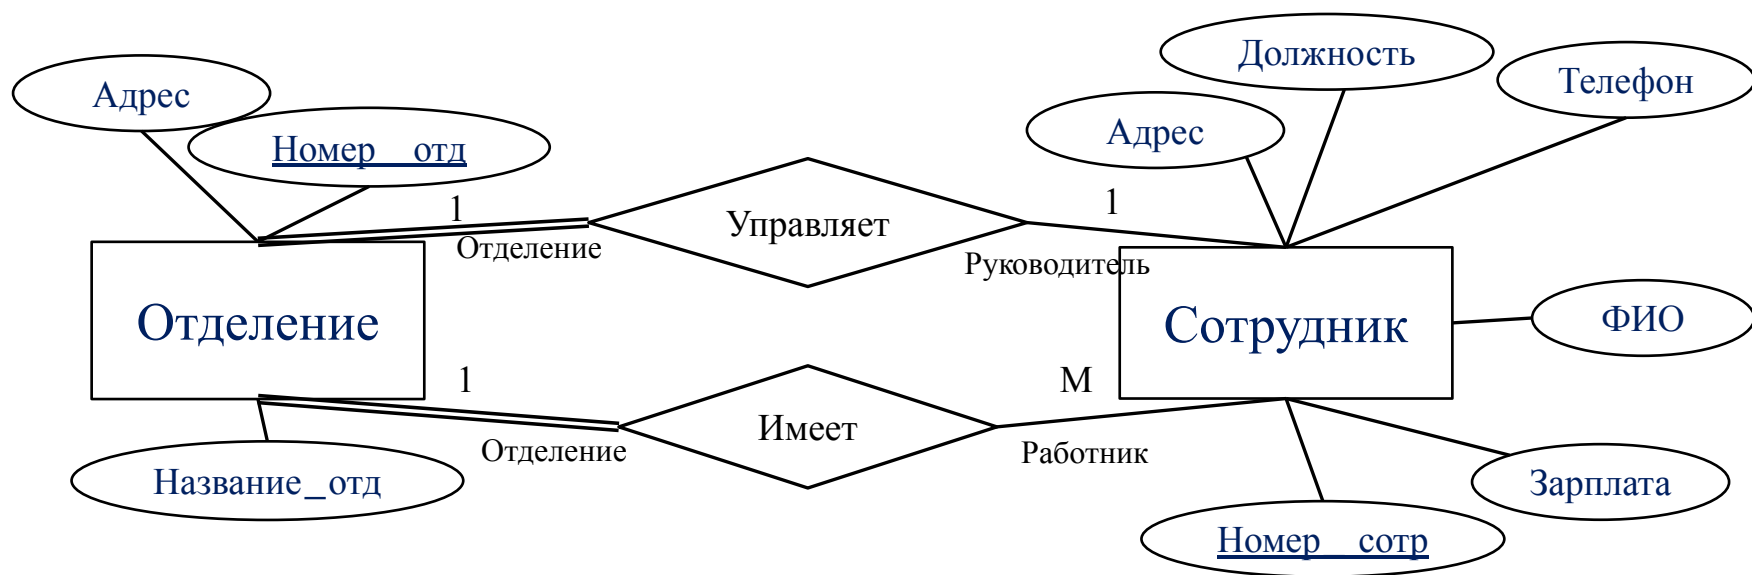 Должность
Телефон
Адрес
Адрес
Номер_отд
1
1
Управляет
Отделение
Руководитель
Отделение
Сотрудник
ФИО
1
М
Имеет
Отделение
Работник
Название_отд
Зарплата
Номер_сотр